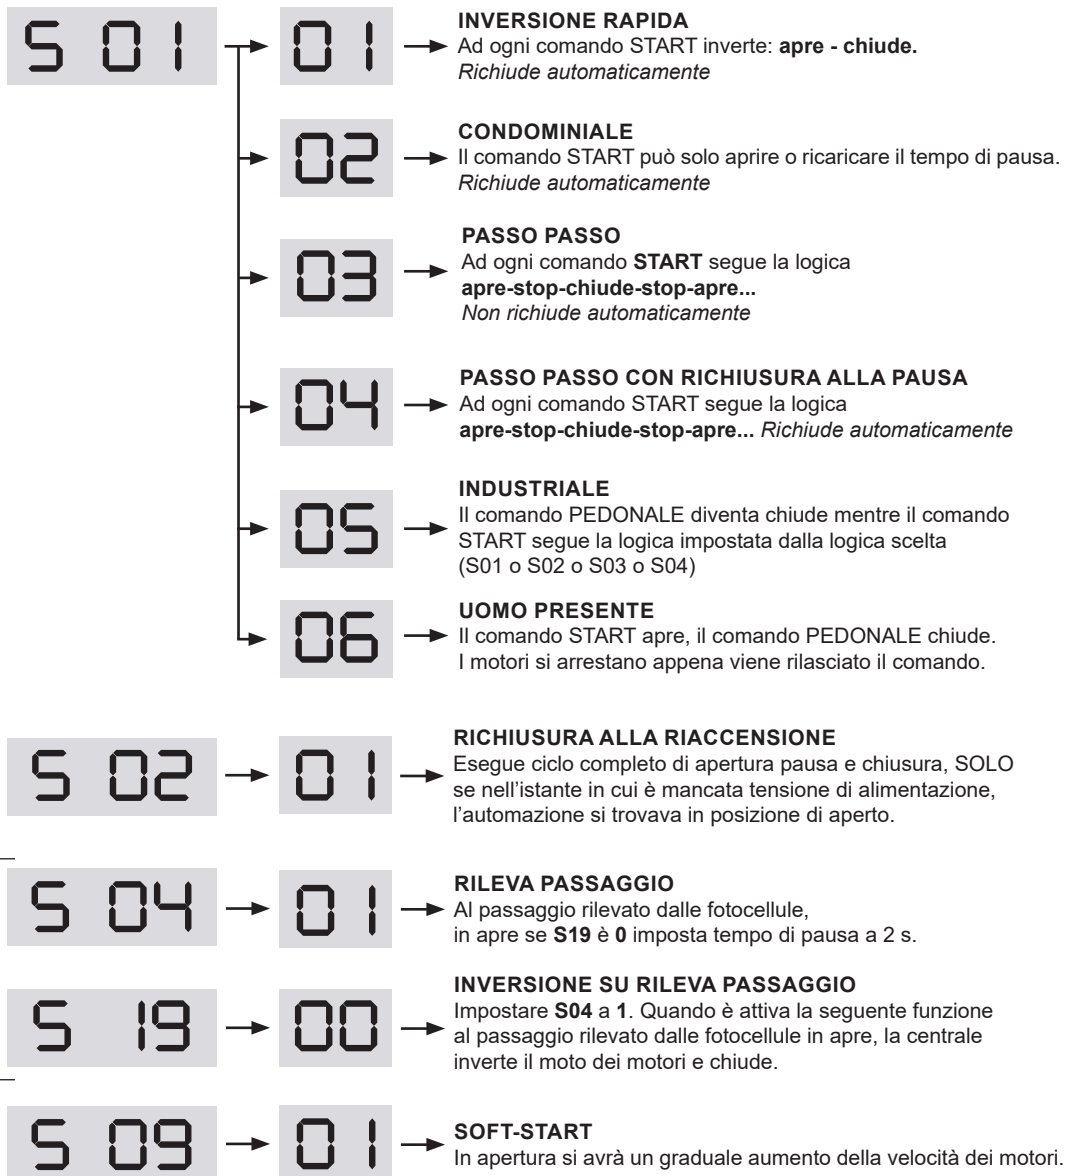 S 01
01
INVERSIONE RAPIDA
Ad ogni comando START inverte: apre - chiude.
Richiude automaticamente
02
CONDOMINIALE
Il comando START può solo aprire o ricaricare il tempo di pausa.
Richiude automaticamente
03
PASSO PASSO
Ad ogni comando START segue la logica
apre-stop-chiude-stop-apre...
Non richiude automaticamente
04
PASSO PASSO CON RICHIUSURA ALLA PAUSA
Ad ogni comando START segue la logica
apre-stop-chiude-stop-apre... Richiude automaticamente
05
INDUSTRIALE
Il comando PEDONALE diventa chiude mentre il comando
START segue la logica impostata dalla logica scelta
(S01 o S02 o S03 o S04)
06
UOMO PRESENTE
Il comando START apre, il comando PEDONALE chiude.
I motori si arrestano appena viene rilasciato il comando.
S 02
01
RICHIUSURA ALLA RIACCENSIONE
Esegue ciclo completo di apertura pausa e chiusura, SOLO
se nell'istante in cui è mancata tensione di alimentazione,
l'automazione si trovava in posizione di aperto.
S 04
01
RILEVA PASSAGGIO
Al passaggio rilevato dalle fotocellule,
in apre se S19 è 0 imposta tempo di pausa a 2 s.
S 19
00
INVERSIONE SU RILEVA PASSAGGIO
Impostare S04 a 1. Quando è attiva la seguente funzione
al passaggio rilevato dalle fotocellule in apre, la centrale
inverte il moto dei motori e chiude.
S 09
01
SOFT-START
In apertura si avrà un graduale aumento della velocità dei motori.